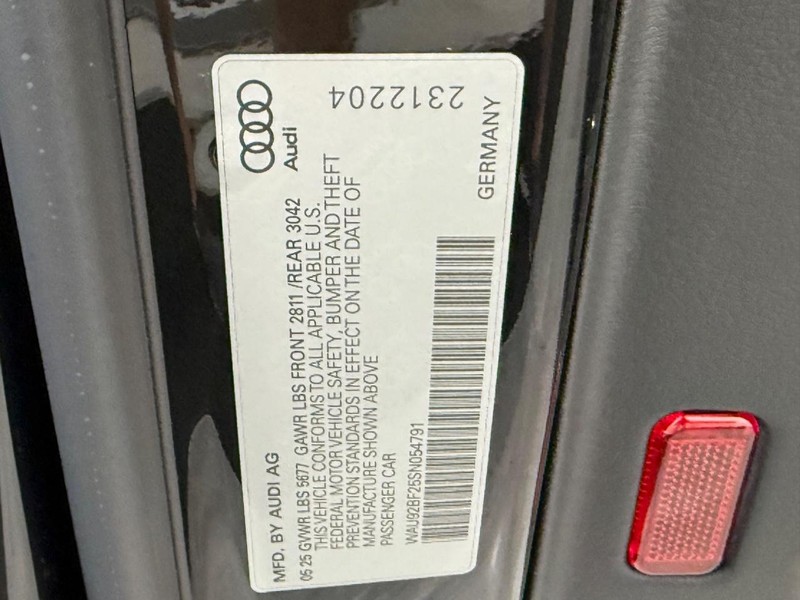 Audi
2312204
MFD. BY AUDI AG
05 25 GVWR LBS 5677 GAWR LBS FRONT 2811 /REAR 3042
THIS VEHICLE CONFORMS TO ALL APPLICABLE U.S.
FEDERAL MOTOR VEHICLE SAFETY, BUMPER AND THEFT
PREVENTION STANDARDS IN EFFECT ON THE DATE OF
MANUFACTURE SHOWN ABOVE
PASSENGER CAR
WAU92BF26SN054791
GERMANY